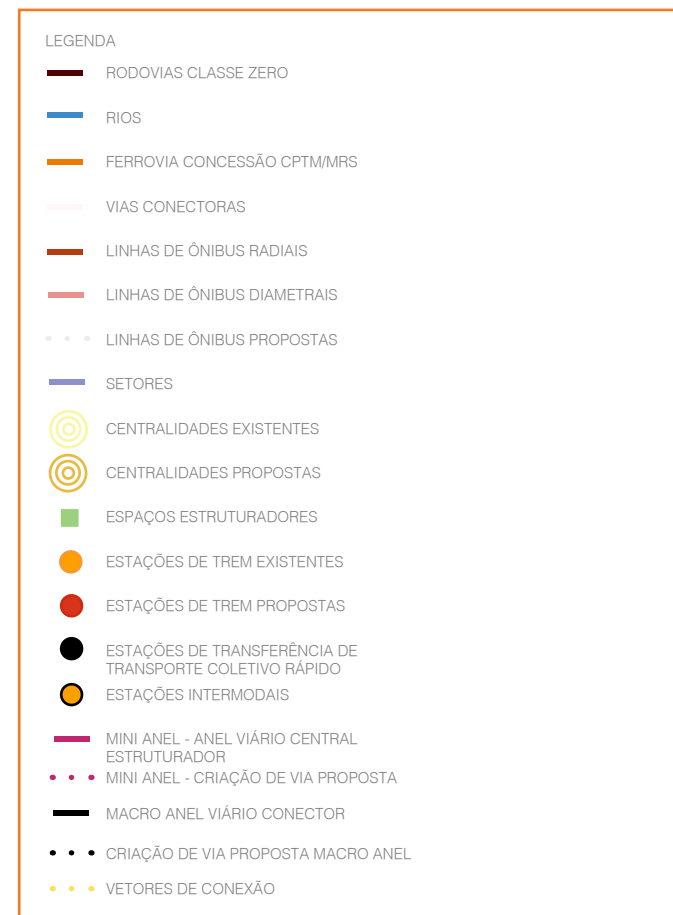 LEGENDA
RODOVIAS CLASSE ZERO
RIOS
FERROVIA CONCESSÃO CPTM/MRS
VIAS CONECTORAS
LINHAS DE ÔNIBUS RADIAIS
LINHAS DE ÔNIBUS DIAMETRAIS
LINHAS DE ÔNIBUS PROPOSTAS
SETORES
CENTRALIDADES EXISTENTES
CENTRALIDADES PROPOSTAS
ESPAÇOS ESTRUTURADORES
ESTAÇÕES DE TREM EXISTENTES
ESTAÇÕES DE TREM PROPOSTAS
ESTAÇÕES DE TRANSFERÊNCIA DE
TRANSPORTE COLETIVO RÁPIDO
ESTAÇÕES INTERMODAIS
MINI ANEL - ANEL VIÁRIO CENTRAL
ESTRUTURADOR
MINI ANEL - CRIAÇÃO DE VIA PROPOSTA
MACRO ANEL VIÁRIO CONECTOR
CRIAÇÃO DE VIA PROPOSTA MACRO ANEL
VETORES DE CONEXÃO